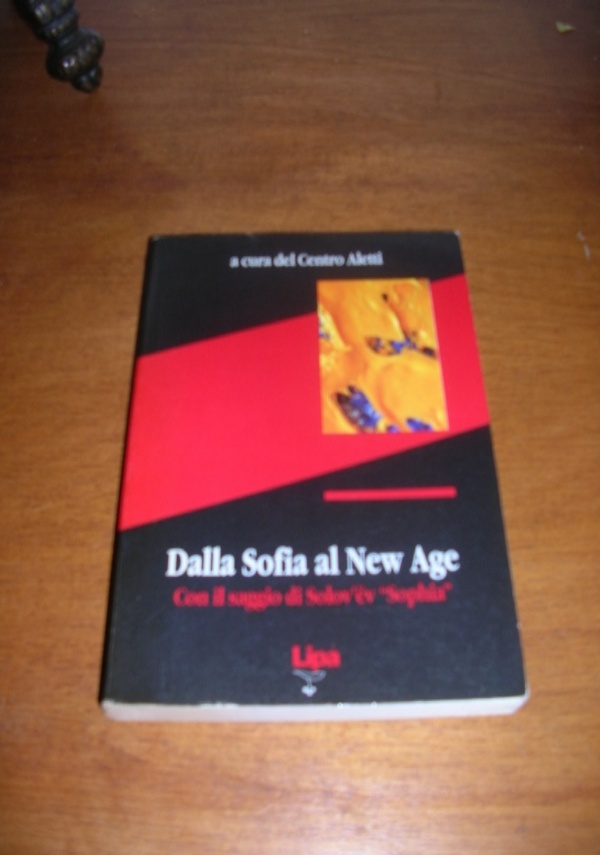 a cura del Centro Aletti
Dalla Sofia al New Age
Con il saggio di Solov'ëv "Sophia"
Lipa